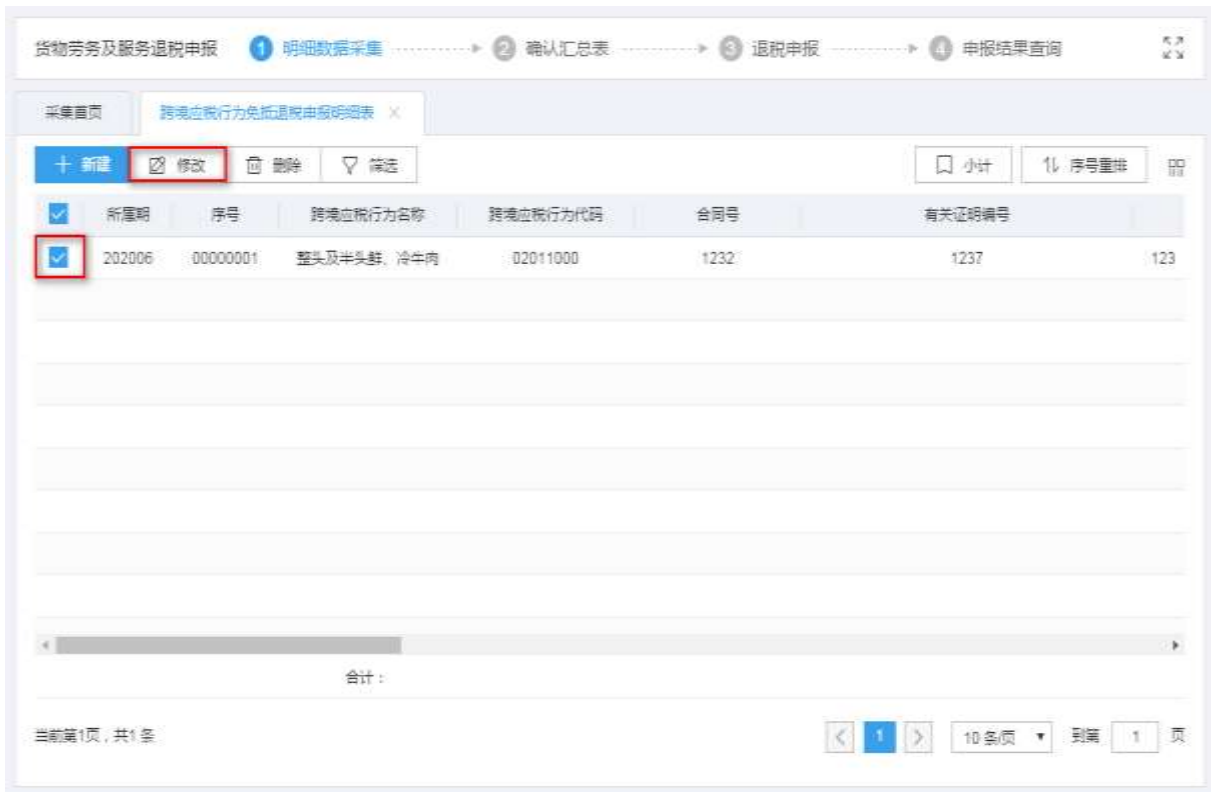 货物劳务及服务退税申报 1 明细数据采集 2 确认汇总表 3 退税申报 4 申报结果查询
采集首页 跨境应税行为免抵退税申报明细表
新建 修改 删除 筛选 小计 序号重排
所属期 序号 跨境应税行为名称 跨境应税行为代码 合同号 有关证明编号
202006 00000001 整头及半头鲜、冷牛肉 02011000 1232 1237 123
合计：
当前第1页,共1条 1 10条/页 到第 1 页